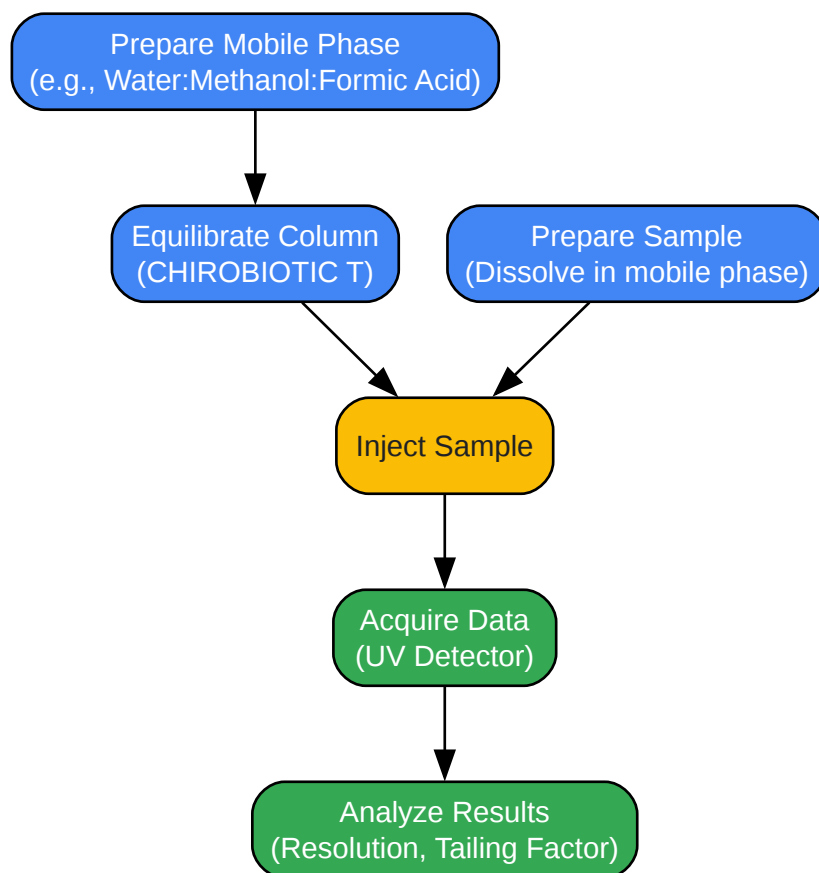 Prepare Mobile Phase
(e.g., Water:Methanol:Formic Acid)
Equilibrate Column
(CHIROBIOTIC T)
Prepare Sample
(Dissolve in mobile phase)
Inject Sample
Acquire Data
(UV Detector)
Analyze Results
(Resolution, Tailing Factor)